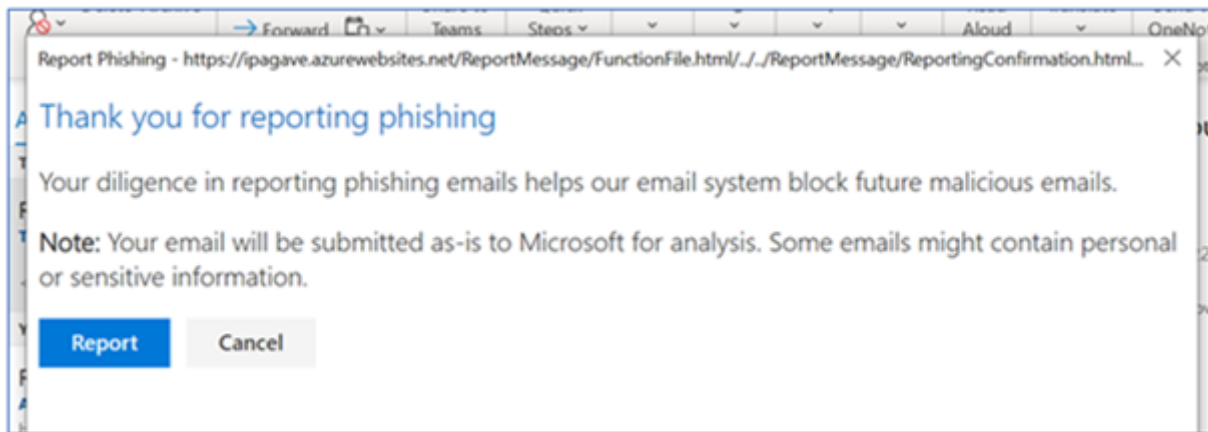 Forward
Teams
Steps
Aloud
OneNot
Report Phishing - https://ipagave.azurewebsites.net/ReportMessage/FunctionFile.html/../../ReportMessage/ReportingConfirmation.html...
Thank you for reporting phishing
Your diligence in reporting phishing emails helps our email system block future malicious emails.
Note: Your email will be submitted as-is to Microsoft for analysis. Some emails might contain personal
or sensitive information.
Report
Cancel